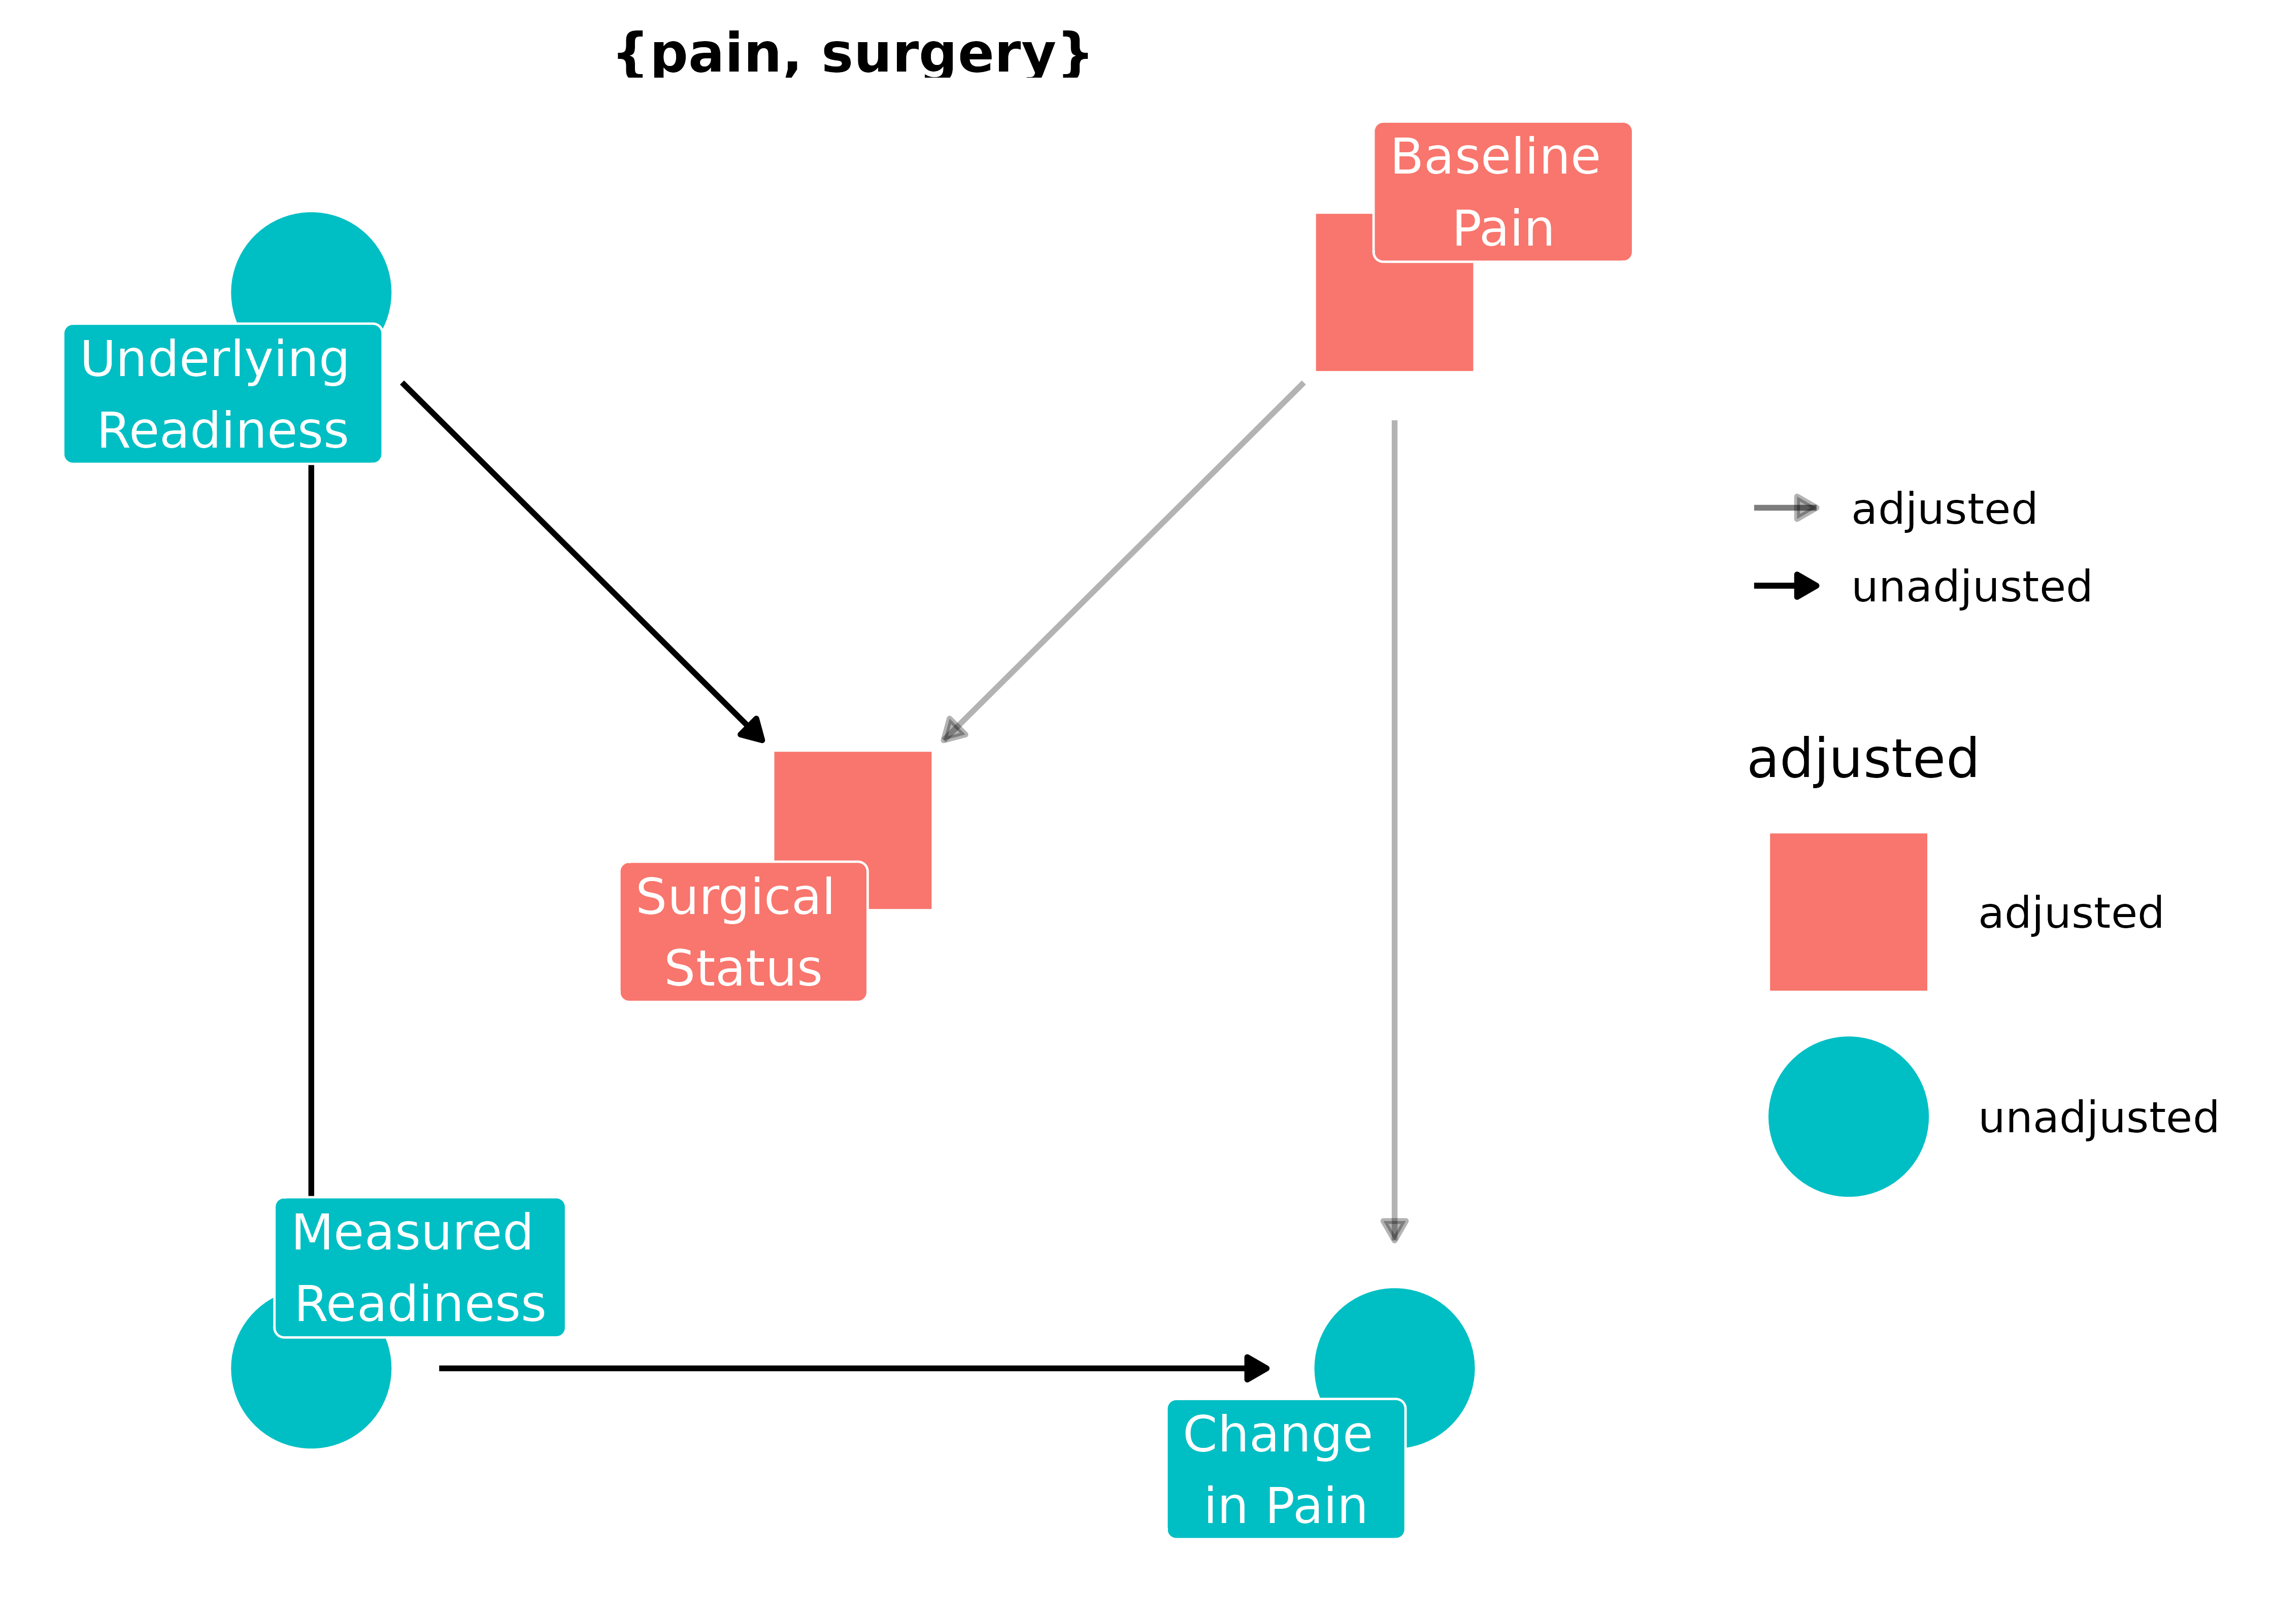 {pain, surgery}
Baseline
Pain
Underlying
Readiness
Surgical
Status
Measured
Readiness
Change
in Pain
adjusted
unadjusted
adjusted
adjusted
unadjusted